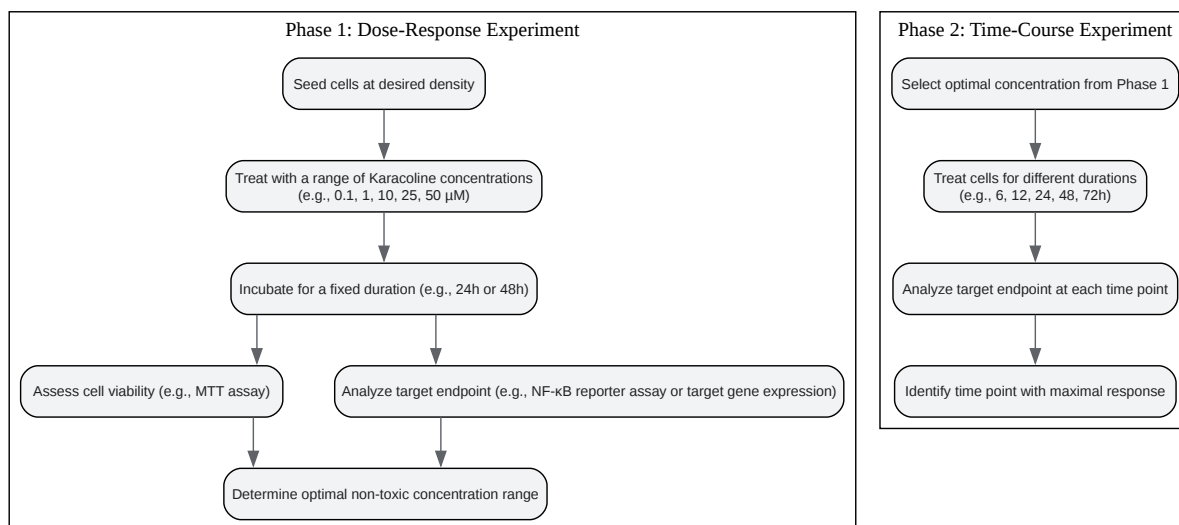 Phase 1: Dose-Response Experiment
Seed cells at desired density
Treat with a range of Karacoline concentrations
(e.g., 0.1, 1, 10, 25, 50 µM)
Incubate for a fixed duration (e.g., 24h or 48h)
Assess cell viability (e.g., MTT assay)
Analyze target endpoint (e.g., NF-κB reporter assay or target gene expression)
Determine optimal non-toxic concentration range
Phase 2: Time-Course Experiment
Select optimal concentration from Phase 1
Treat cells for different durations
(e.g., 6, 12, 24, 48, 72h)
Analyze target endpoint at each time point
Identify time point with maximal response